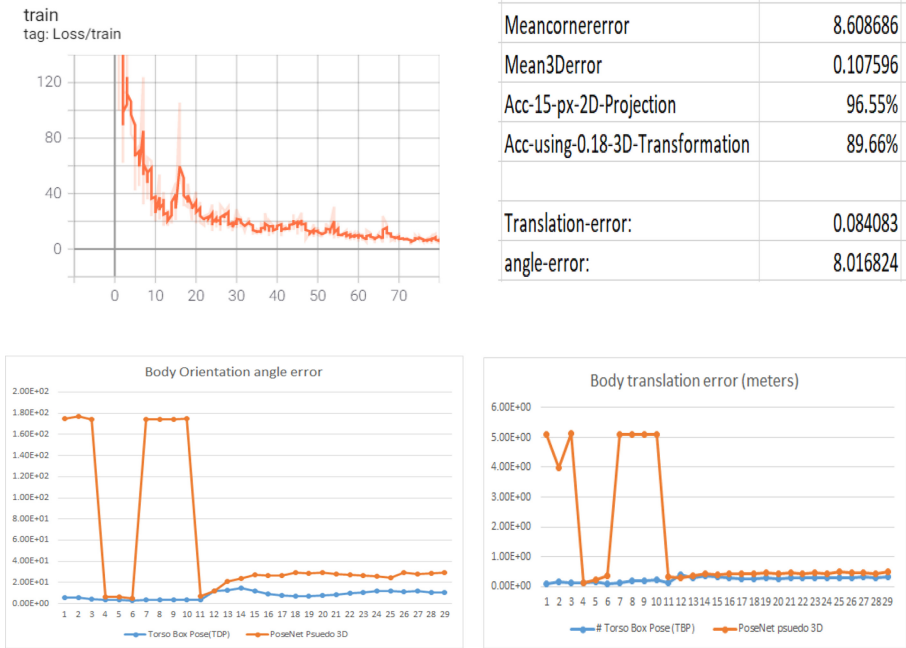 train
tag: Loss/train
120
80
40
0
0 10 20 30 40 50 60 70
Meancornererror 8.608686
Mean3Derror 0.107596
Acc-15-px-2D-Projection 96.55%
Acc-using-0.18-3D-Transformation 89.66%
Translation-error: 0.084083
angle-error: 8.016824
Body Orientation angle error
2.00E+02
1.80E+02
1.60E+02
1.40E+02
1.20E+02
1.00E+02
8.00E+01
6.00E+01
4.00E+01
2.00E+01
0.00E+00
1 2 3 4 5 6 7 8 9 10 11 12 13 14 15 16 17 18 19 20 21 22 23 24 25 26 27 28 29
Torso Box Pose(TDP) PoseNet Psuedo 3D
Body translation error (meters)
6.00E+00
5.00E+00
4.00E+00
3.00E+00
2.00E+00
1.00E+00
0.00E+00
1 2 3 4 5 6 7 8 9 10 11 12 13 14 15 16 17 18 19 20 21 22 23 24 25 26 27 28 29
# Torso Box Pose (TBP) PoseNet psuedo 3D